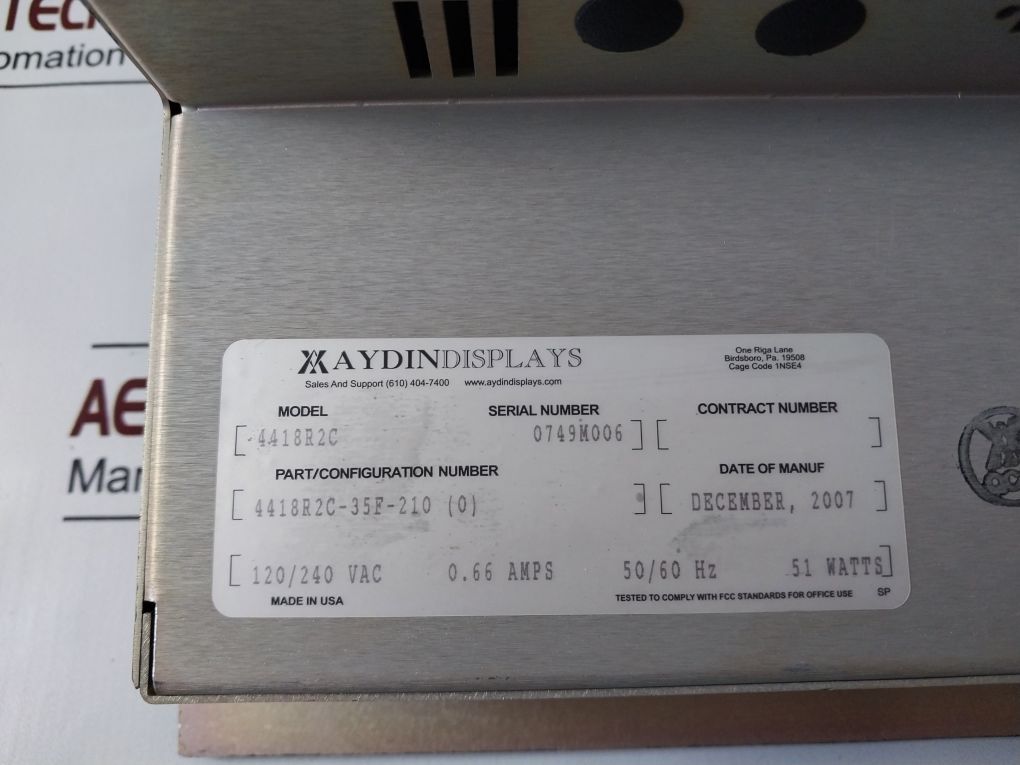 TECH
omation
AYDINDISPLAYS
Sales And Support (610) 404-7400 www.aydindisplays.com
One Riga Lane
Birdsboro, Pa. 19508
Cage Code 1NSE4
MODEL SERIAL NUMBER CONTRACT NUMBER
[4418R2C 0749M006] [ ]
PART/CONFIGURATION NUMBER DATE OF MANUF
[4418R2C-35F-210 (0) ] [ DECEMBER, 2007 ]
[120/240 VAC 0.66 AMPS 50/60 Hz 51 WATTS]
MADE IN USA TESTED TO COMPLY WITH FCC STANDARDS FOR OFFICE USE SP
AE
Mar